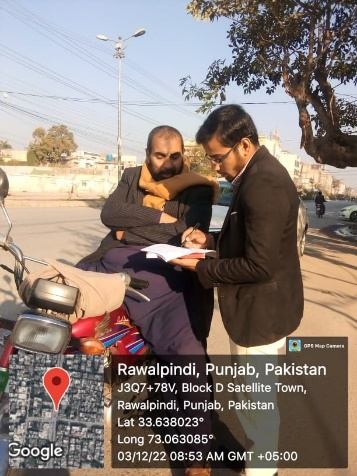 GPS Map Camera
Rawalpindi, Punjab, Pakistan
J3Q7+78V, Block D Satellite Town,
Rawalpindi, Punjab, Pakistan
Lat 33.638023°
Long 73.063085°
03/12/22 08:53 AM GMT +05:00
Google